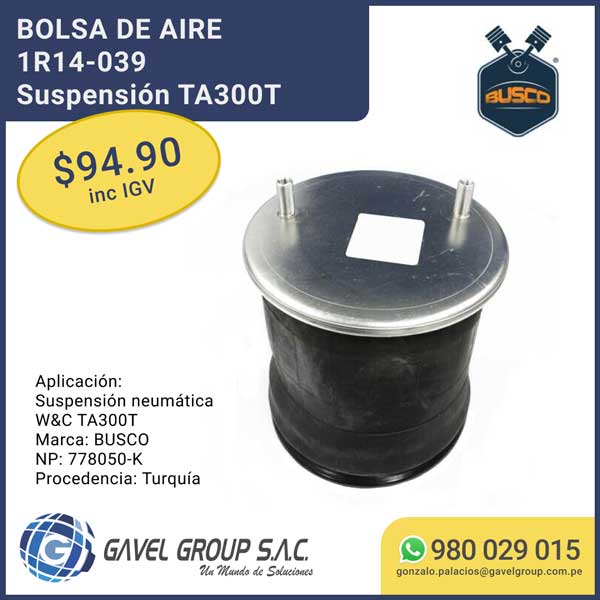 BOLSA DE AIRE
1R14-039
Suspensión TA300T
BUSCO
$94.90
inc IGV
Aplicación:
Suspensión neumática
W&C TA300T
Marca: BUSCO
NP: 778050-K
Procedencia: Turquía
GAVEL GROUP S.A.C.
Un Mundo de Soluciones
980 029 015
gonzalo.palacios@gavelgroup.com.pe